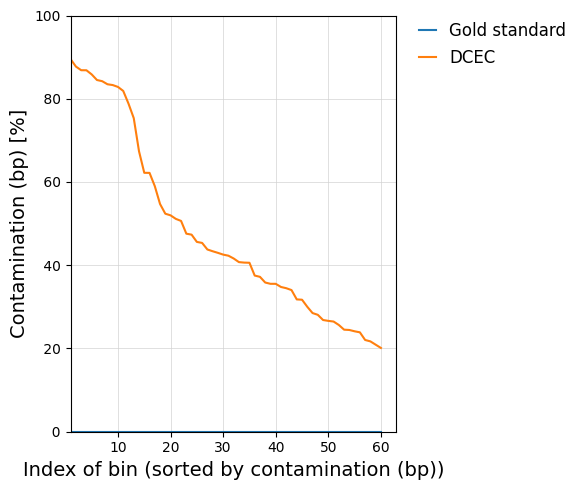 Gold standard
DCEC
Contamination (bp) [%]
100
80
60
40
20
0
10 20 30 40 50 60
Index of bin (sorted by contamination (bp))